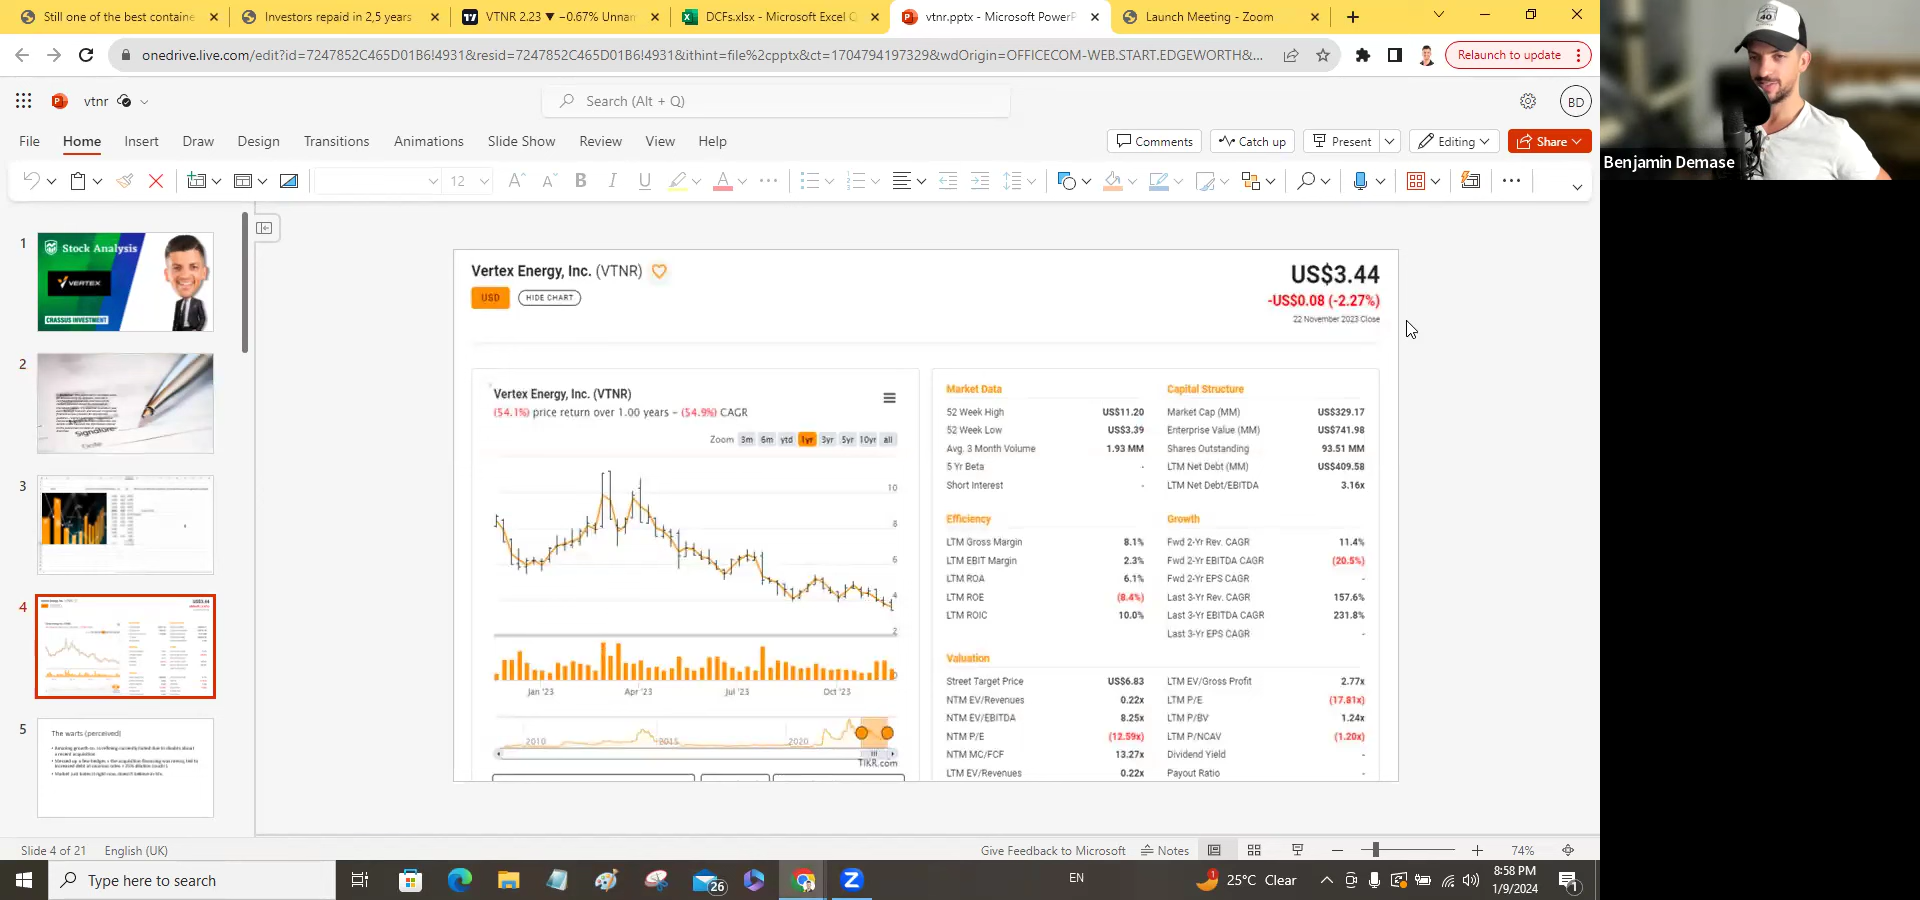 Still one of the best containe
Investors repaid in 2,5 years
VTNR 2.23 ▼ −0.67% Unnan
DCFs.xlsx - Microsoft Excel O
vtnr.pptx - Microsoft PowerP
Launch Meeting - Zoom
onedrive.live.com/edit?id=7247852C465D01B6!4931&resid=7247852C465D01B6!4931&ithint=file%2cpptx&ct=1704794197329&wdOrigin=OFFICECOM-WEB.START.EDGEWORTH&...
Relaunch to update
vtnr
Search (Alt + Q)
BD
File Home Insert Draw Design Transitions Animations Slide Show Review View Help
Comments
Catch up
Present
Editing
Share
12
Benjamin Demase
1
Stock Analysis
VERTEX
CRASSUS INVESTMENT
2
Signature
3
4
5
The warts (perceived)
Vertex Energy, Inc. (VTNR)
USD
HIDE CHART
US$3.44
-US$0.08 (-2.27%)
22 November 2023 Close
Vertex Energy, Inc. (VTNR)
(54.1%) price return over 1.00 years – (54.9%) CAGR
Zoom 3m 6m ytd 1yr 3yr 5yr 10yr all
10
8
6
4
2
0
Jan '23 Apr '23 Jul '23 Oct '23
2010 2015 2020
TIKR.com
Market Data
52 Week High US$11.20
52 Week Low US$3.39
Avg. 3 Month Volume 1.93 MM
5 Yr Beta -
Short Interest -
Capital Structure
Market Cap (MM) US$329.17
Enterprise Value (MM) US$741.98
Shares Outstanding 93.51 MM
LTM Net Debt (MM) US$409.58
LTM Net Debt/EBITDA 3.16x
Efficiency
LTM Gross Margin 8.1%
LTM EBIT Margin 2.3%
LTM ROA 6.1%
LTM ROE (8.4%)
LTM ROIC 10.0%
Growth
Fwd 2-Yr Rev. CAGR 11.4%
Fwd 2-Yr EBITDA CAGR (20.5%)
Fwd 2-Yr EPS CAGR -
Last 3-Yr Rev. CAGR 157.6%
Last 3-Yr EBITDA CAGR 231.8%
Last 3-Yr EPS CAGR -
Valuation
Street Target Price US$6.83
NTM EV/Revenues 0.22x
NTM EV/EBITDA 8.25x
NTM P/E (12.59x)
NTM MC/FCF 13.27x
LTM EV/Revenues 0.22x
LTM EV/Gross Profit 2.77x
LTM P/E (17.81x)
LTM P/BV 1.24x
LTM P/NCAV (1.20x)
Dividend Yield -
Payout Ratio -
Slide 4 of 21
English (UK)
Give Feedback to Microsoft
Notes
74%
Type here to search
26
EN
25°C Clear
8:58 PM
1/9/2024
1